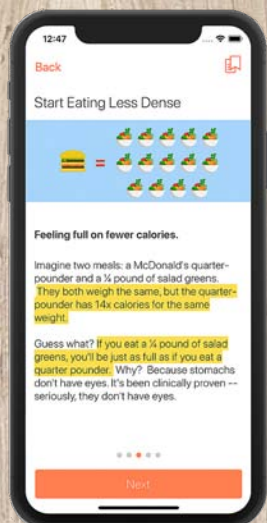 12:47
Back
Start Eating Less Dense
=
Feeling full on fewer calories.
Imagine two meals: a McDonald's quarter-
pounder and a ¼ pound of salad greens.
They both weigh the same, but the quarter-
pounder has 14x calories for the same
weight.
Guess what? If you eat a ¼ pound of salad
greens, you'll be just as full as if you eat a
quarter pounder. Why? Because stomachs
don't have eyes. It's been clinically proven --
seriously, they don't have eyes.
Next